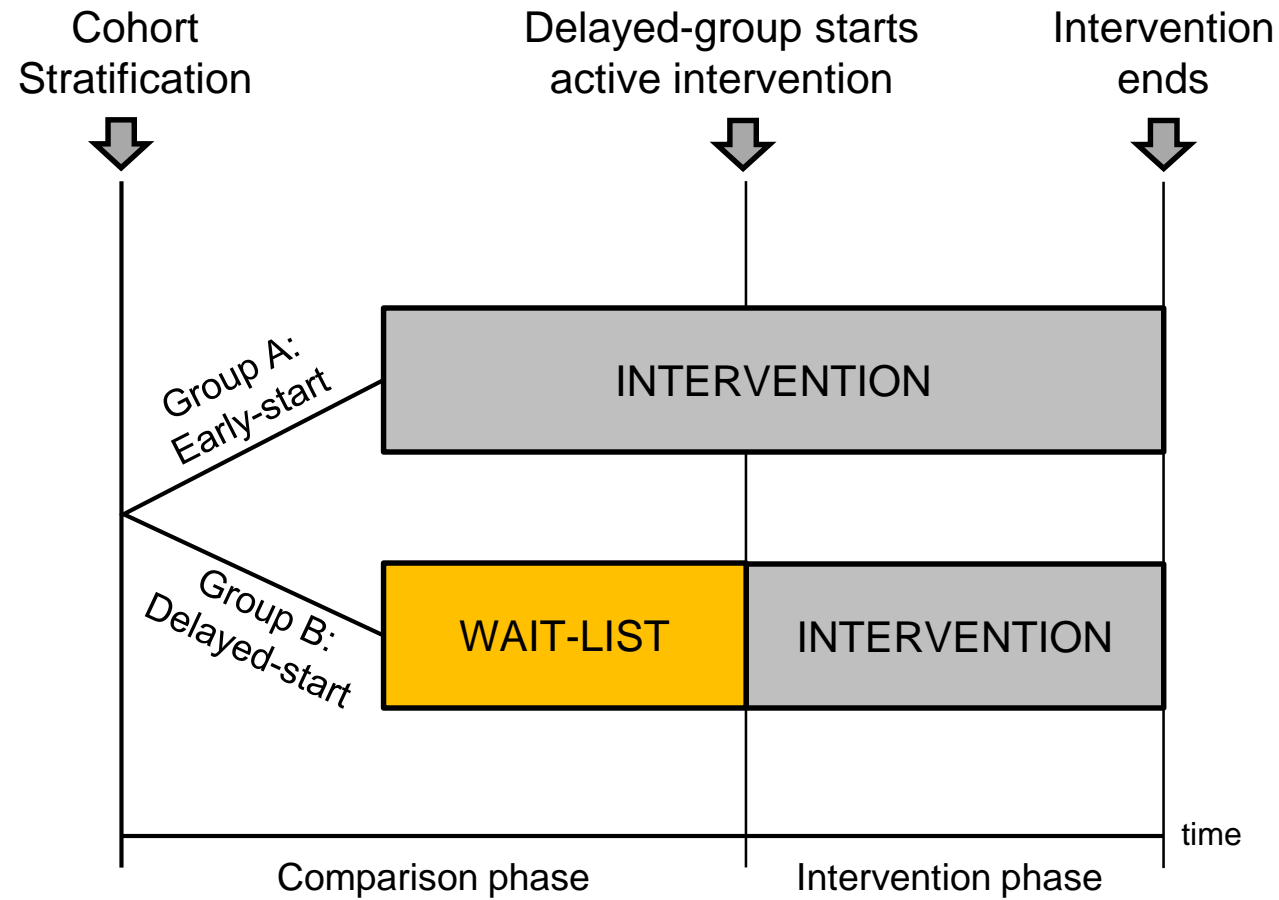 Cohort
Stratification
Delayed-group starts
active intervention
Intervention
ends
Group A:
Early-start
INTERVENTION
Group B:
Delayed-start
WAIT-LIST
INTERVENTION
time
Comparison phase
Intervention phase